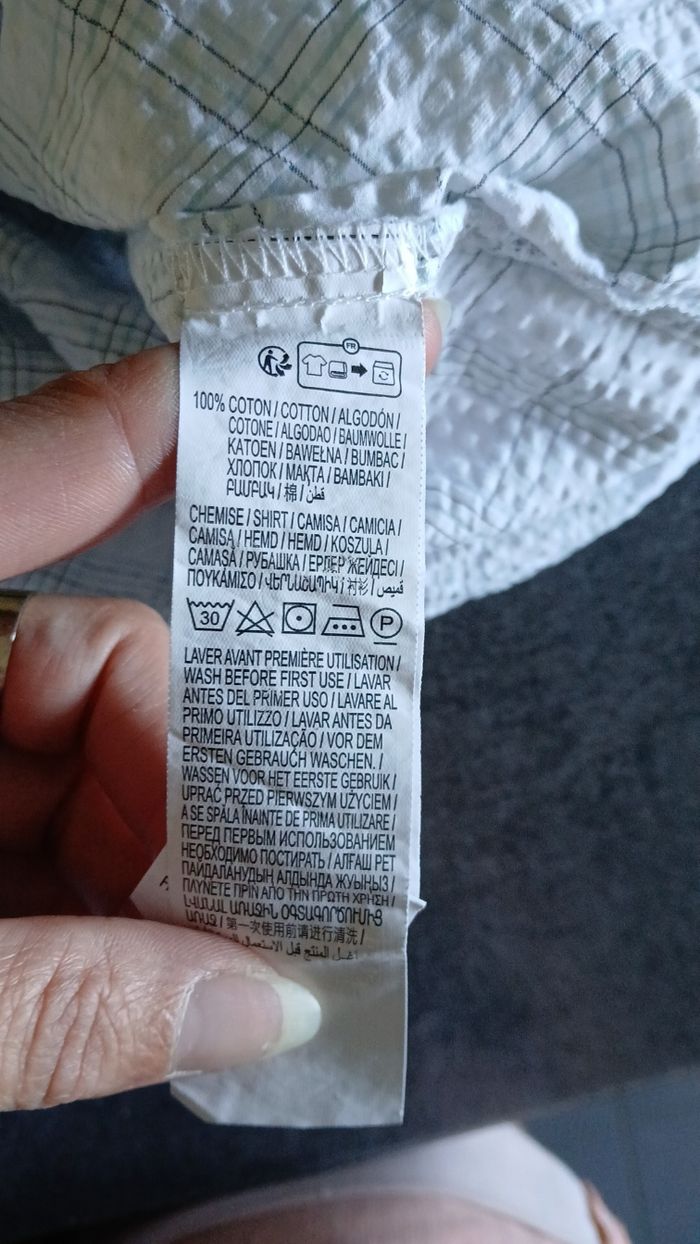 FR
100% COTON / COTTON / ALGODÓN /
COTONE / ALGODAO / BAUMWOLLE /
KATOEN / BAWEŁNA / BUMBAC /
ХЛОПОК / МАҚТА / ΒΑΜΒΑΚΙ /
ԲԱՄԲԱԿ / 棉 / قطن
CHEMISE / SHIRT / CAMISA / CAMICIA /
CAMISA / HEMD / HEMD / KOSZULA /
CAMASĂ / РУБАШКА / ЕРЛЕР ЖЕЙДЕСІ /
ΠΟΥΚΑΜΙΣΟ / ՎԵՐՆԱՇԱՊԻԿ / 衬衫 / قميص
30 P
LAVER AVANT PREMIÈRE UTILISATION /
WASH BEFORE FIRST USE / LAVAR
ANTES DEL PRIMER USO / LAVARE AL
PRIMO UTILIZZO / LAVAR ANTES DA
PRIMEIRA UTILIZAÇÃO / VOR DEM
ERSTEN GEBRAUCH WASCHEN. /
WASSEN VOOR HET EERSTE GEBRUIK /
UPRAĆ PRZED PIERWSZYM UŻYCIEM /
A SE SPĂLA ÎNAINTE DE PRIMA UTILIZARE /
ПЕРЕД ПЕРВЫМ ИСПОЛЬЗОВАНИЕМ
НЕОБХОДИМО ПОСТИРАТЬ / АЛҒАШ РЕТ
ПАЙДАЛАНУДЫҢ АЛДЫНДА ЖУЫҢЫЗ /
ΠΛΥΝΕΤΕ ΠΡΙΝ ΑΠΟ ΤΗΝ ΠΡΩΤΗ ΧΡΗΣΗ /
ԼՎԱՆԱԼ ԱՌԱՋԻՆ ՕԳՏԱԳՈՐԾՈՒՄԻՑ
ԱՌԱՋ / 第一次使用前请进行清洗 /
المنتج قبل الاستعمال